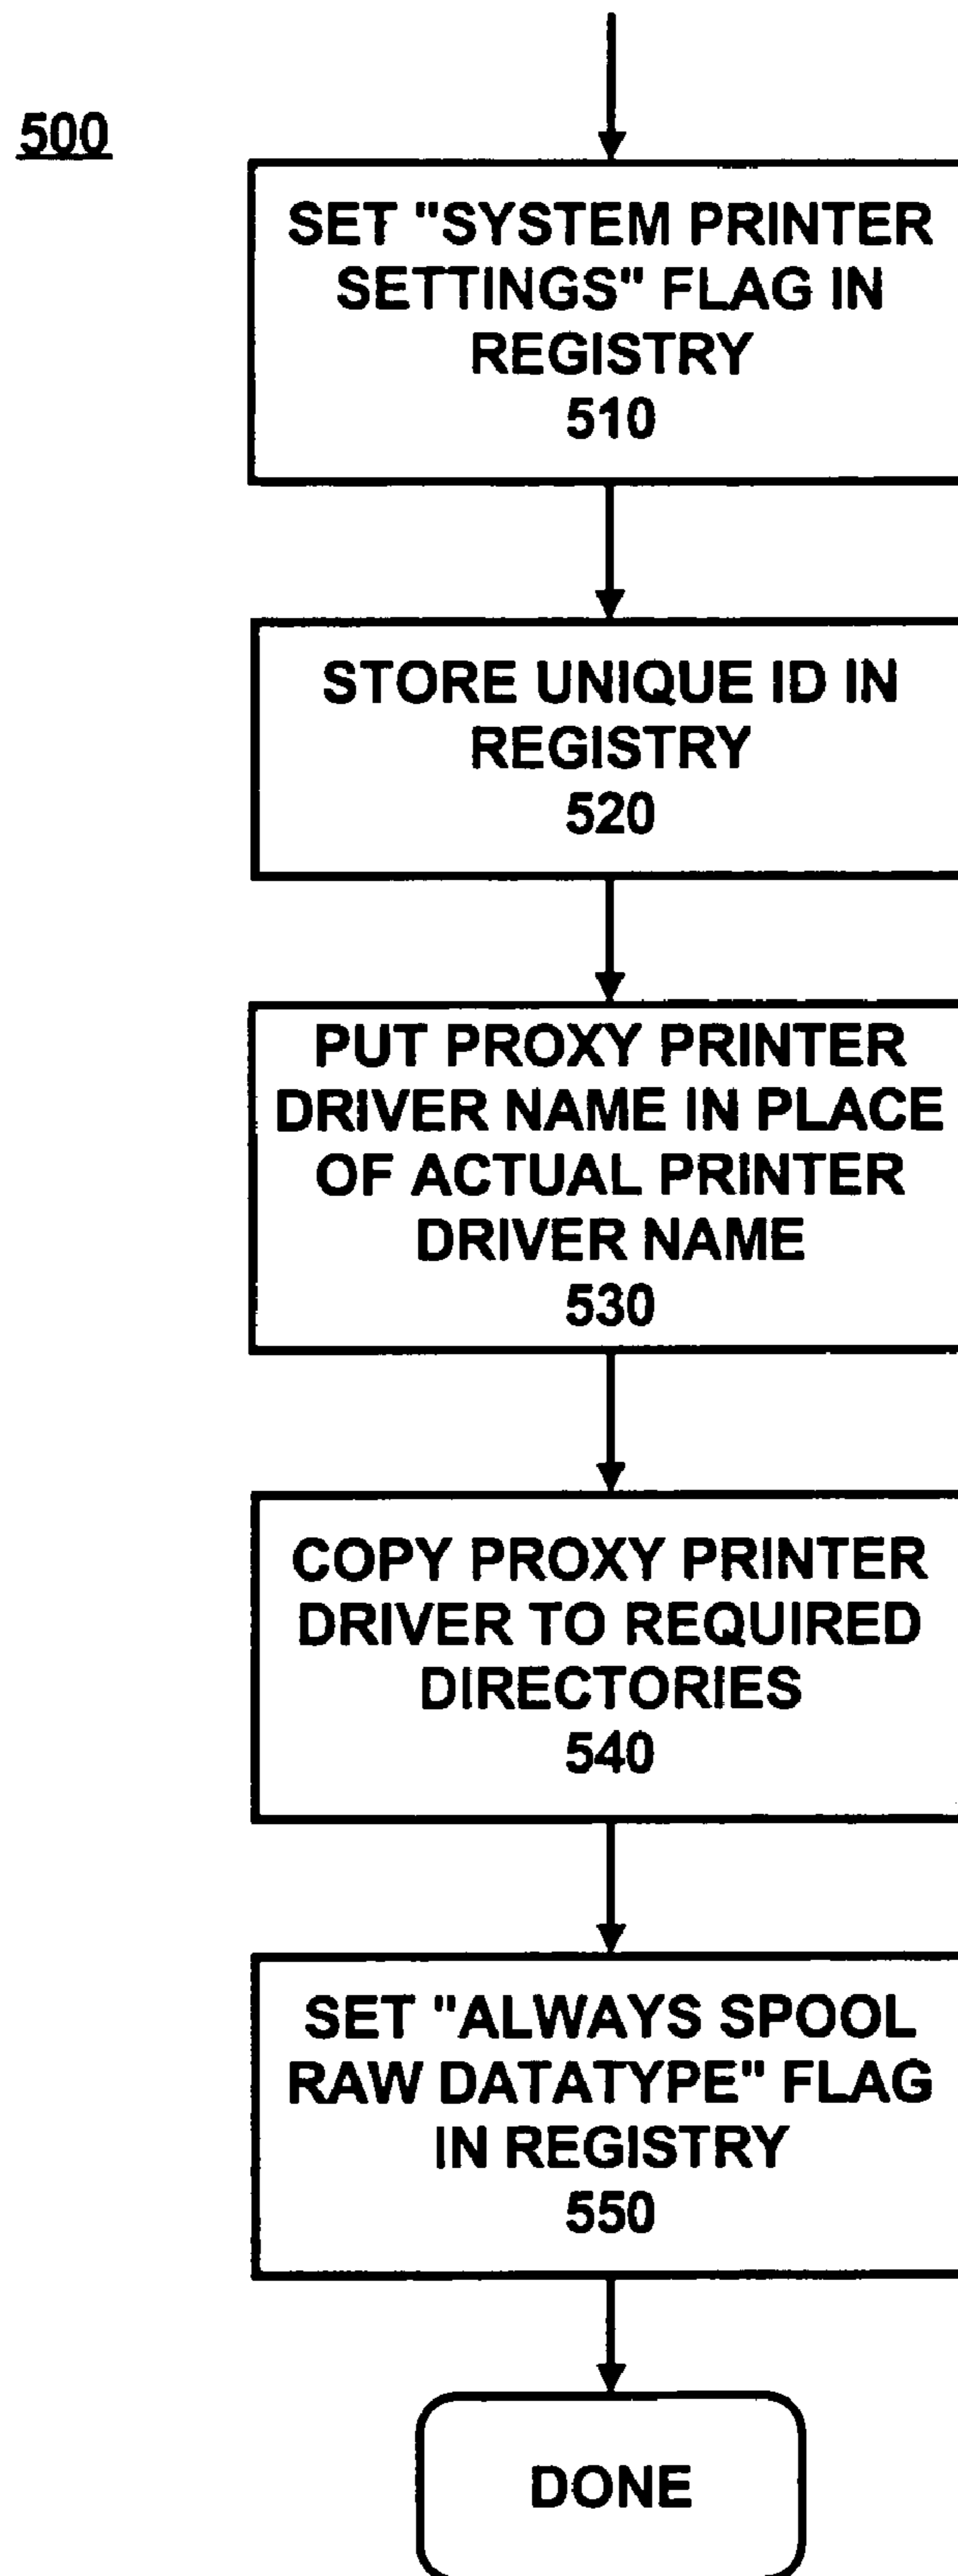 500
SET "SYSTEM PRINTER
SETTINGS" FLAG IN
REGISTRY
510
STORE UNIQUE ID IN
REGISTRY
520
PUT PROXY PRINTER
DRIVER NAME IN PLACE
OF ACTUAL PRINTER
DRIVER NAME
530
COPY PROXY PRINTER
DRIVER TO REQUIRED
DIRECTORIES
540
SET "ALWAYS SPOOL
RAW DATATYPE" FLAG
IN REGISTRY
550
DONE